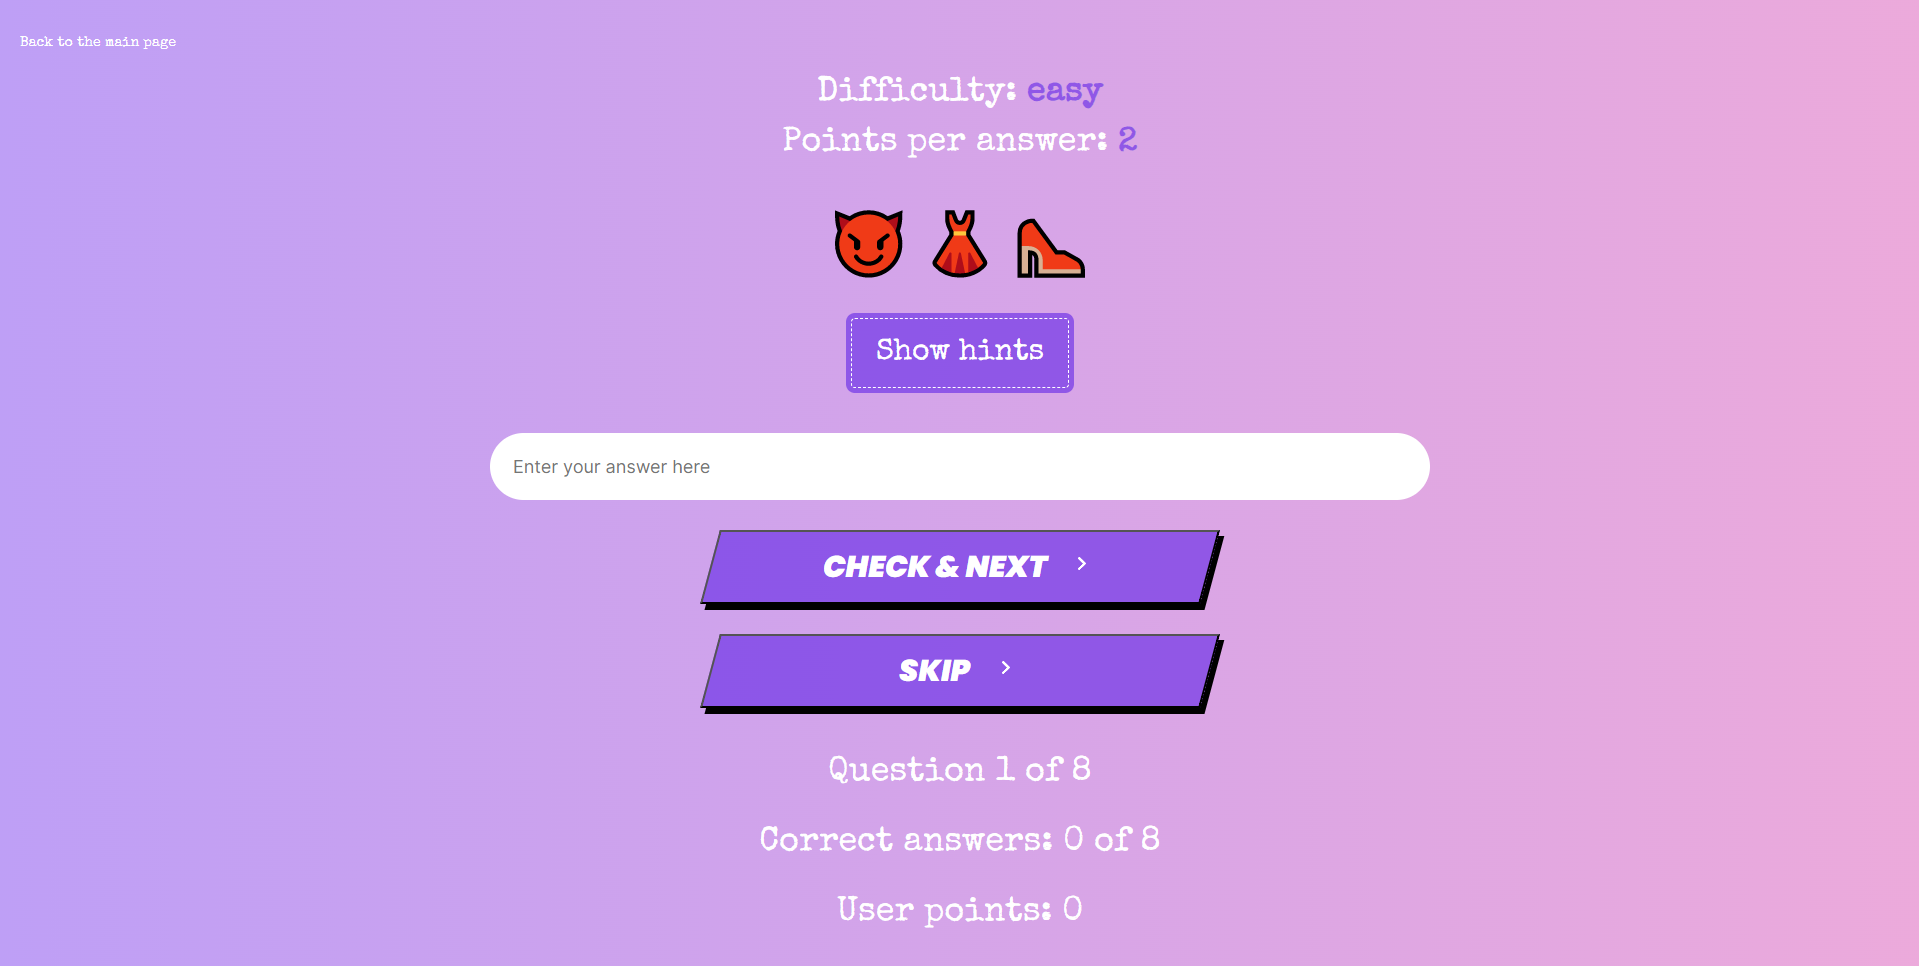 Back to the main page
Difficulty: easy
Points per answer: 2
Show hints
Enter your answer here
CHECK & NEXT
SKIP
Question 1 of 8
Correct answers: 0 of 8
User points: 0